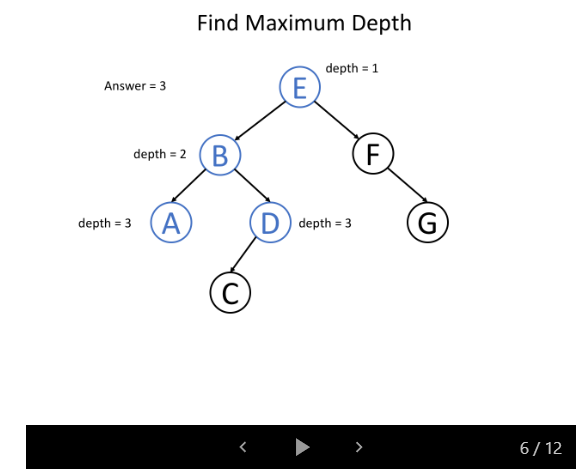 Find Maximum Depth
depth = 1
Answer = 3
E
depth = 2
B
F
depth = 3
A
D
depth = 3
G
C
6 / 12